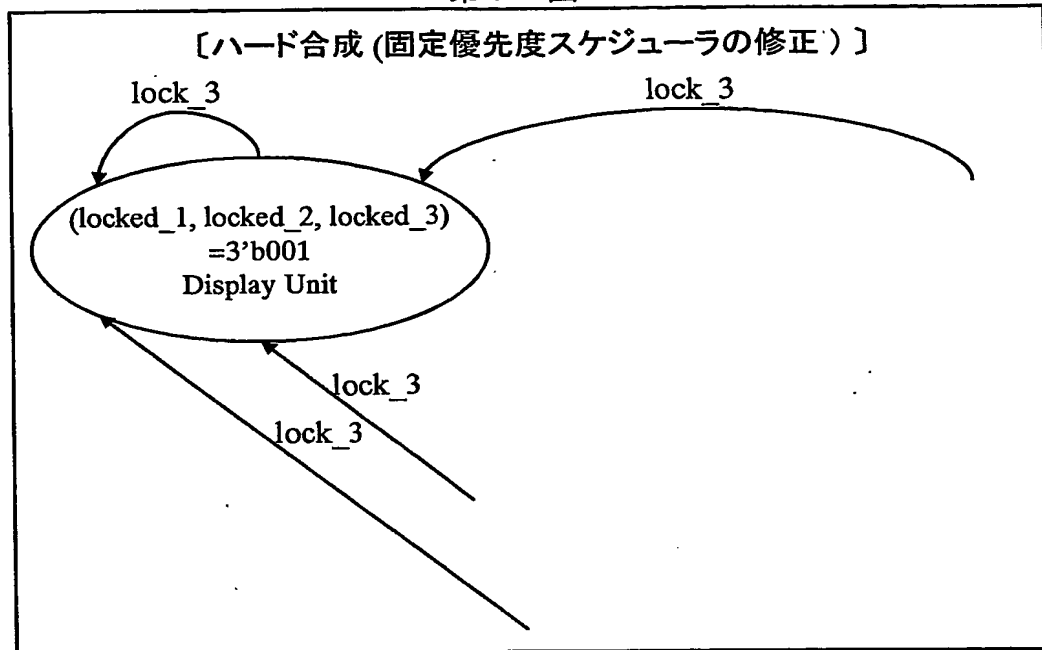 〔ハード合成 (固定優先度スケジューラの修正 ) 〕
lock_3
lock_3
(locked_1, locked_2, locked_3)
=3'b001
Display Unit
lock_3
lock_3